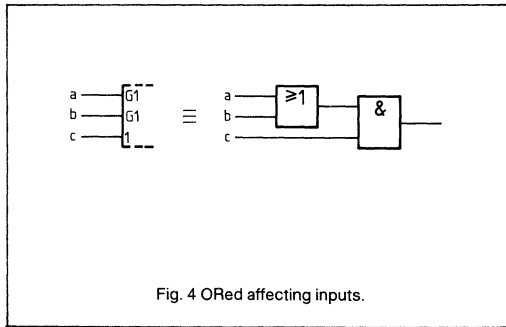 a G1 a ≥1
b G1 ≡ b &
c 1 c
Fig. 4 ORed affecting inputs.